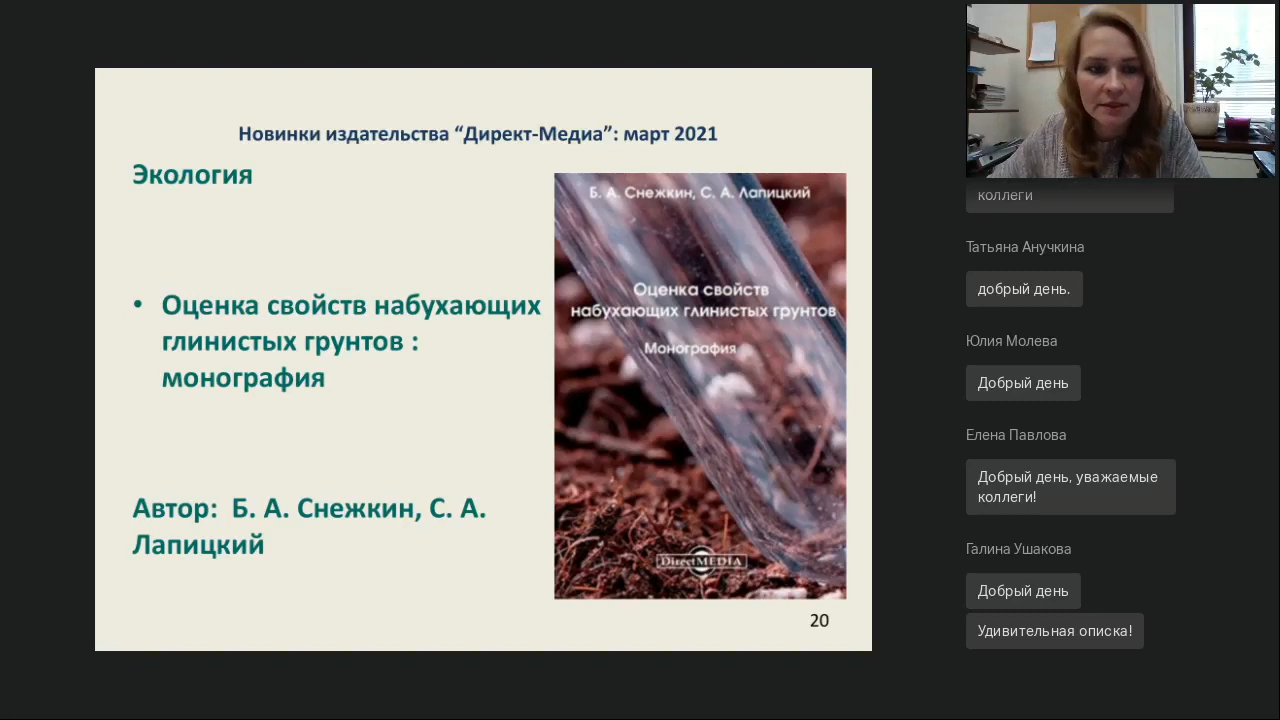 Новинки издательства “Директ-Медиа”: март 2021
Экология
• Оценка свойств набухающих
глинистых грунтов :
монография
Автор: Б. А. Снежкин, С. А.
Лапицкий
Б. А. Снежкин, С. А. Лапицкий
Оценка свойств
набухающих глинистых грунтов
Монография
DirectMEDIA
20
коллеги
Татьяна Анучкина
добрый день.
Юлия Молева
Добрый день
Елена Павлова
Добрый день, уважаемые
коллеги!
Галина Ушакова
Добрый день
Удивительная описка!